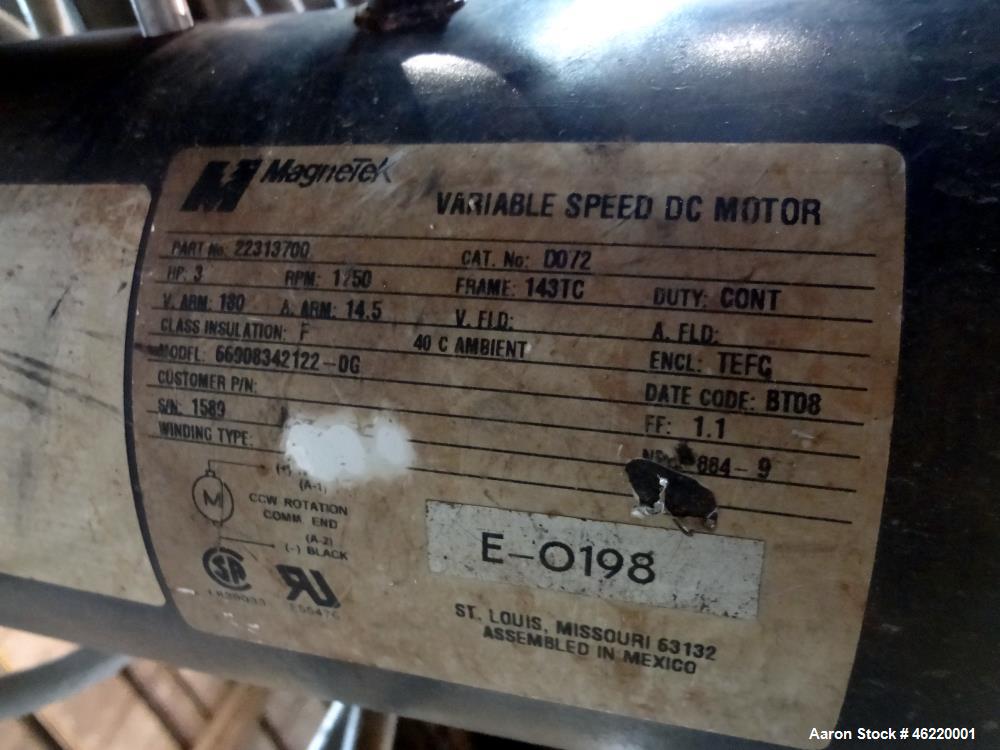 MagneTek
VARIABLE SPEED DC MOTOR
PART No. 22313700 CAT. No: D072
HP: 3 RPM: 1750 FRAME: 143TC DUTY: CONT
V. ARM: 180 A. ARM: 14.5 V. FLD: A. FLD:
CLASS INSULATION: F 40 C AMBIENT ENCL: TEFC
MODEL: 66908342122-0G DATE CODE: BT08
CUSTOMER P/N: FF: 1.1
S/N: 1589 884-9
WINDING TYPE:
(+)
(A-1)
M
CCW ROTATION
COMM. END
(A-2)
(-) BLACK
E-0198
ST. LOUIS, MISSOURI 63132
ASSEMBLED IN MEXICO
Aaron Stock # 46220001